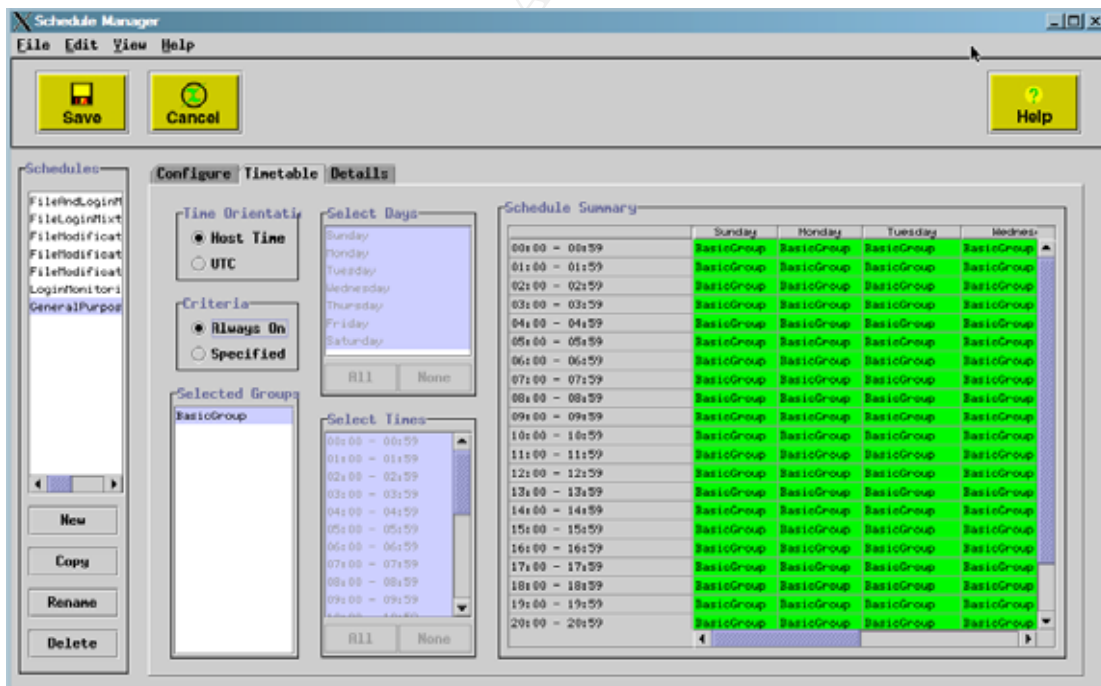 Schedule Manager
File Edit View Help
Save
Cancel
Help
Schedules
FileAndLoginM
FileLoginMixt
FileModificat
FileModificat
FileModificat
LoginMonitori
GeneralPurpos
New
Copy
Rename
Delete
Configure Timetable Details
Time Orientati
Host Time
UTC
Criteria
Always On
Specified
Selected Groups
BasicGroup
Select Days
Sunday
Monday
Tuesday
Wednesday
Thursday
Friday
Saturday
All None
Select Times
00:00 - 00:59
01:00 - 01:59
02:00 - 02:59
03:00 - 03:59
04:00 - 04:59
05:00 - 05:59
06:00 - 06:59
07:00 - 07:59
08:00 - 08:59
09:00 - 09:59
All None
Schedule Summary
Sunday Monday Tuesday Wednes
00:00 - 00:59 BasicGroup BasicGroup BasicGroup BasicGroup
01:00 - 01:59 BasicGroup BasicGroup BasicGroup BasicGroup
02:00 - 02:59 BasicGroup BasicGroup BasicGroup BasicGroup
03:00 - 03:59 BasicGroup BasicGroup BasicGroup BasicGroup
04:00 - 04:59 BasicGroup BasicGroup BasicGroup BasicGroup
05:00 - 05:59 BasicGroup BasicGroup BasicGroup BasicGroup
06:00 - 06:59 BasicGroup BasicGroup BasicGroup BasicGroup
07:00 - 07:59 BasicGroup BasicGroup BasicGroup BasicGroup
08:00 - 08:59 BasicGroup BasicGroup BasicGroup BasicGroup
09:00 - 09:59 BasicGroup BasicGroup BasicGroup BasicGroup
10:00 - 10:59 BasicGroup BasicGroup BasicGroup BasicGroup
11:00 - 11:59 BasicGroup BasicGroup BasicGroup BasicGroup
12:00 - 12:59 BasicGroup BasicGroup BasicGroup BasicGroup
13:00 - 13:59 BasicGroup BasicGroup BasicGroup BasicGroup
14:00 - 14:59 BasicGroup BasicGroup BasicGroup BasicGroup
15:00 - 15:59 BasicGroup BasicGroup BasicGroup BasicGroup
16:00 - 16:59 BasicGroup BasicGroup BasicGroup BasicGroup
17:00 - 17:59 BasicGroup BasicGroup BasicGroup BasicGroup
18:00 - 18:59 BasicGroup BasicGroup BasicGroup BasicGroup
19:00 - 19:59 BasicGroup BasicGroup BasicGroup BasicGroup
20:00 - 20:59 BasicGroup BasicGroup BasicGroup BasicGroup